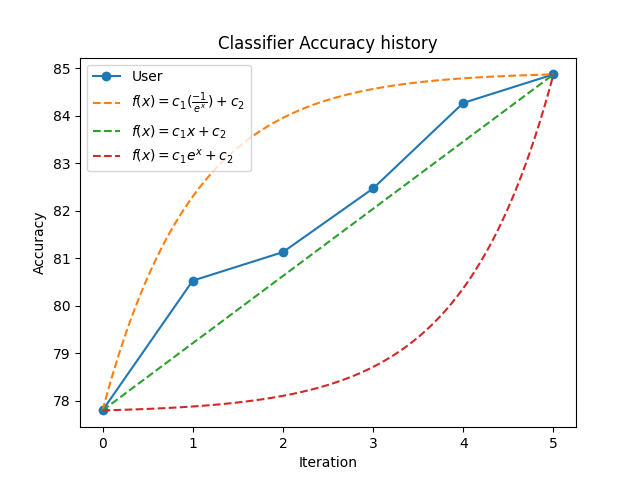 Classifier Accuracy history
User
f(x) = c₁(−1/eˣ) + c₂
f(x) = c₁x + c₂
f(x) = c₁eˣ + c₂
85
84
83
82
81
80
79
78
Accuracy
0 1 2 3 4 5
Iteration